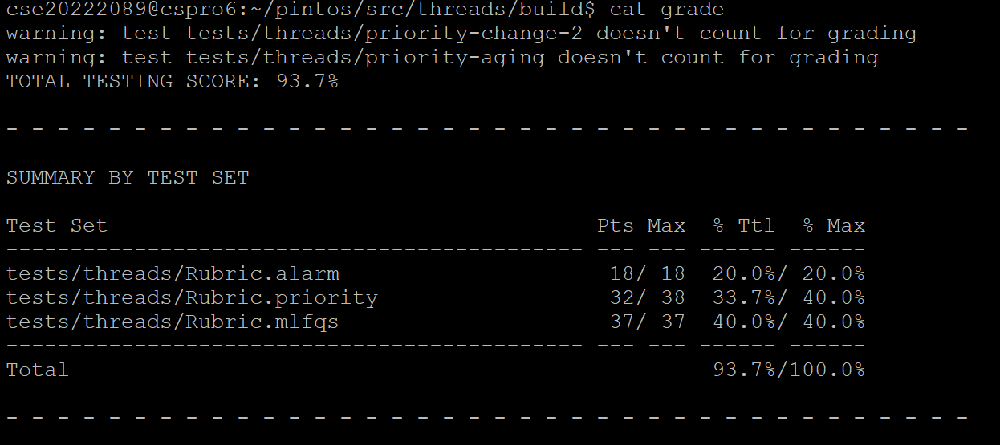 cse20222089@cspro6:~/pintos/src/threads/build$ cat grade
warning: test tests/threads/priority-change-2 doesn't count for grading
warning: test tests/threads/priority-aging doesn't count for grading
TOTAL TESTING SCORE: 93.7%
- - - - - - - - - - - - - - - - - - - - - - - - - - - - - - - - - - - - - -
SUMMARY BY TEST SET
Test Set                                      Pts Max  % Ttl  % Max
--------------------------------------------- --- --- ------ ------
tests/threads/Rubric.alarm                     18/ 18  20.0%/ 20.0%
tests/threads/Rubric.priority                  32/ 38  33.7%/ 40.0%
tests/threads/Rubric.mlfqs                     37/ 37  40.0%/ 40.0%
--------------------------------------------- --- --- ------ ------
Total                                                  93.7%/100.0%
- - - - - - - - - - - - - - - - - - - - - - - - - - - - - - - - - - - - - -